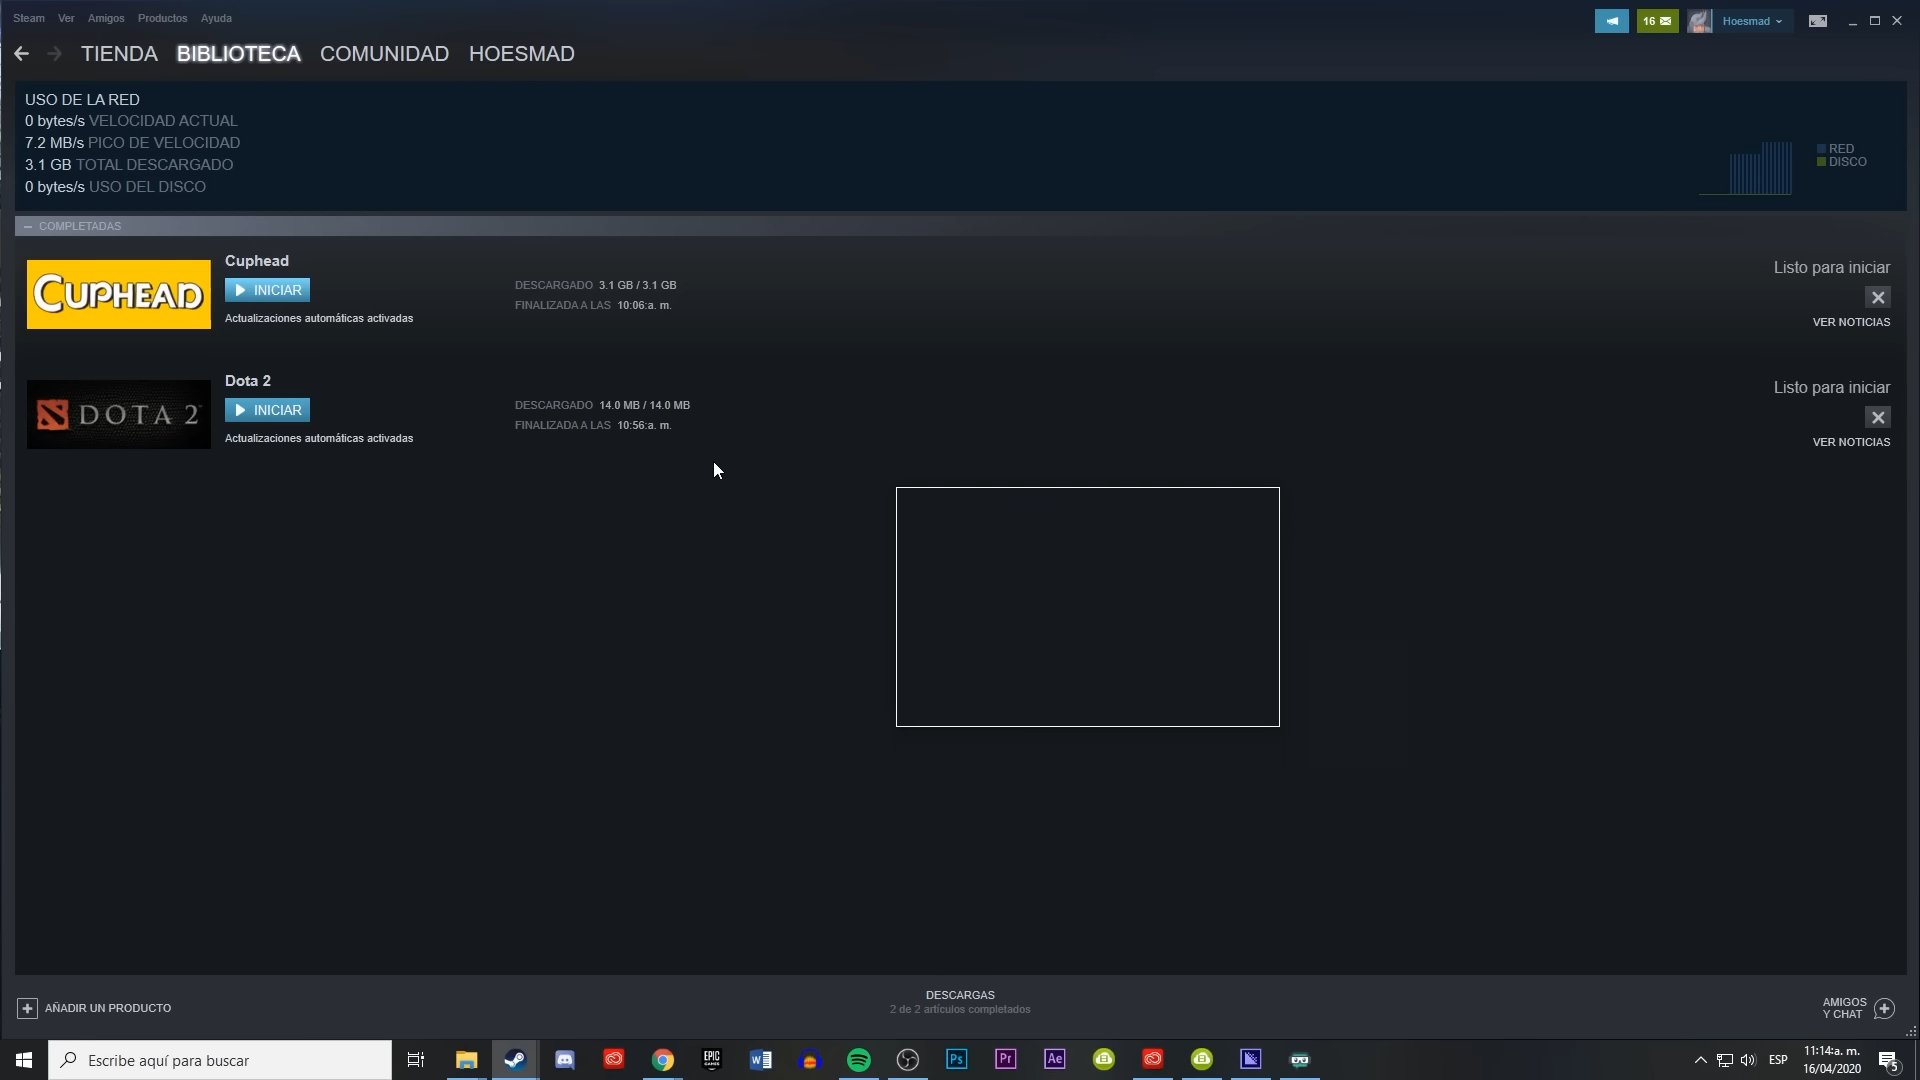 Steam Ver Amigos Productos Ayuda
16
Hoesmad
TIENDA BIBLIOTECA COMUNIDAD HOESMAD
USO DE LA RED
0 bytes/s VELOCIDAD ACTUAL
7.2 MB/s PICO DE VELOCIDAD
3.1 GB TOTAL DESCARGADO
0 bytes/s USO DEL DISCO
RED
DISCO
COMPLETADAS
CUPHEAD
Cuphead
INICIAR
Actualizaciones automáticas activadas
DESCARGADO 3.1 GB / 3.1 GB
FINALIZADA A LAS 10:06:a. m.
Listo para iniciar
VER NOTICIAS
DOTA 2
Dota 2
INICIAR
Actualizaciones automáticas activadas
DESCARGADO 14.0 MB / 14.0 MB
FINALIZADA A LAS 10:56:a. m.
Listo para iniciar
VER NOTICIAS
AÑADIR UN PRODUCTO
DESCARGAS
2 de 2 artículos completados
AMIGOS
Y CHAT
Escribe aquí para buscar
EPIC
GAMES
W
Ps
Pr
Ae
ESP
11:14:a. m.
16/04/2020
5